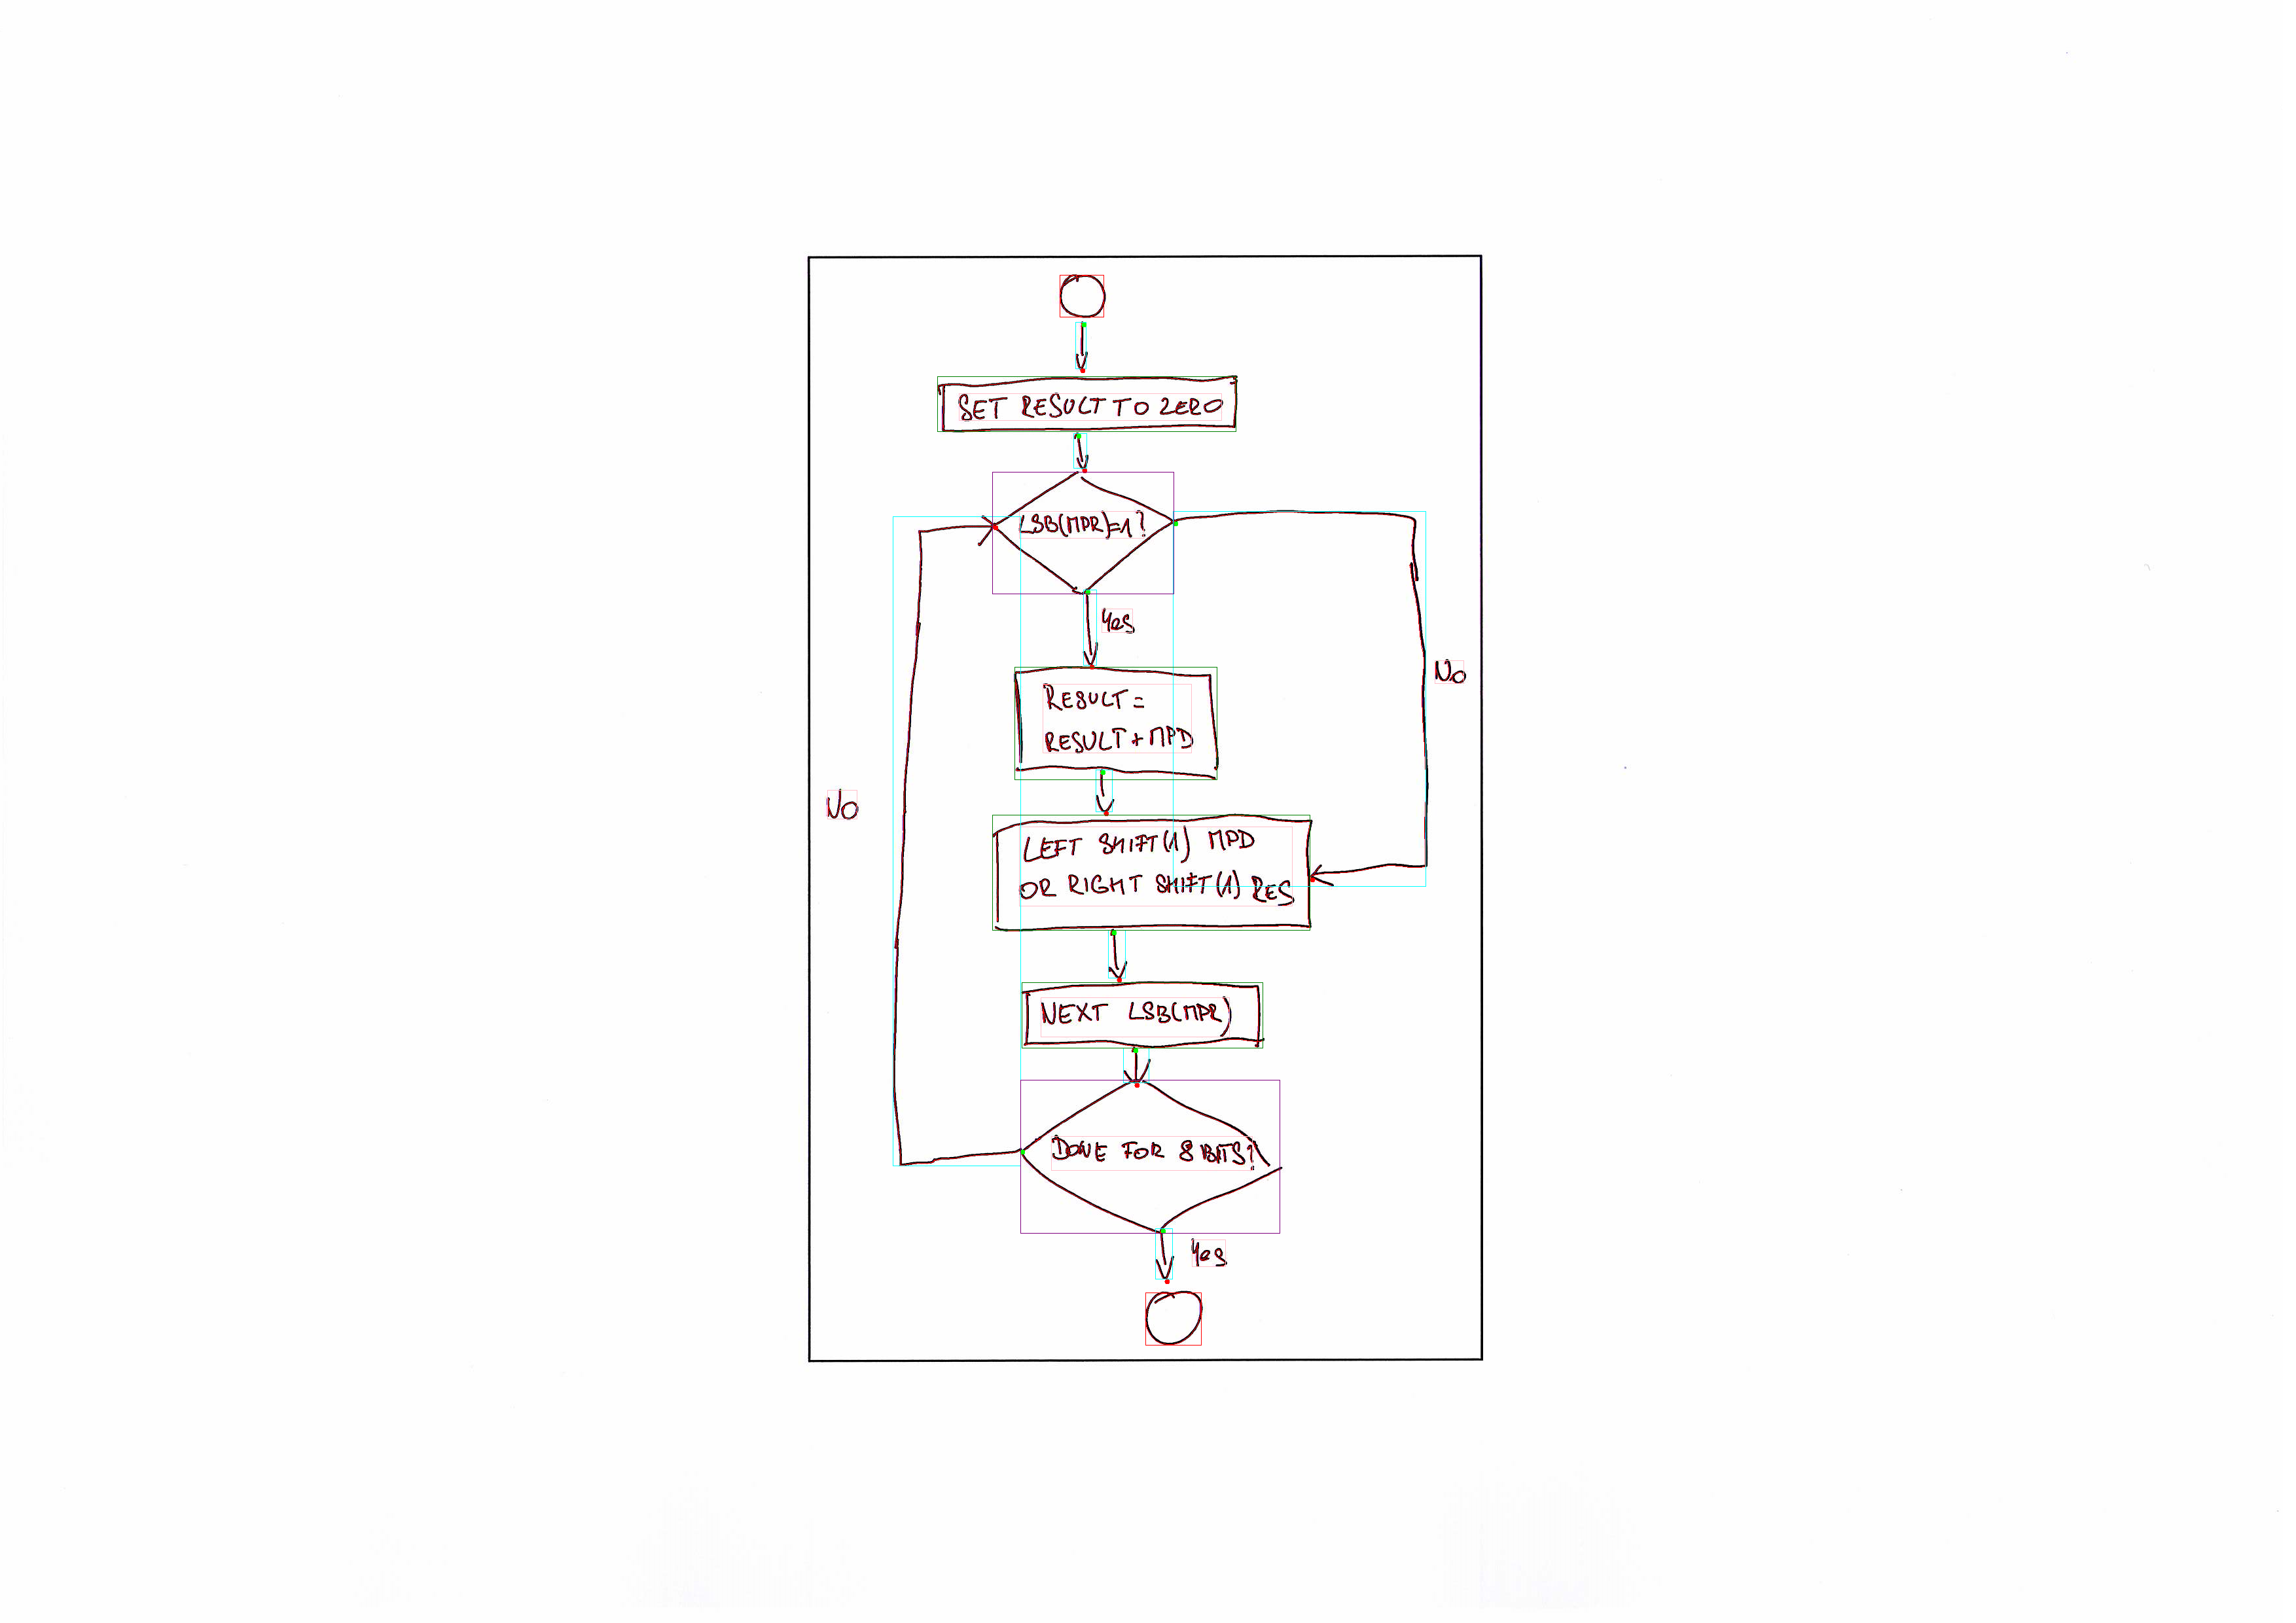 SET RESULT TO ZERO
LSB(MPR)=1?
Yes
No
RESULT =
RESULT + MPD
No
LEFT SHIFT(1) MPD
OR RIGHT SHIFT(1) RES
NEXT LSB(MPR)
DONE FOR 8 BITS?
Yes